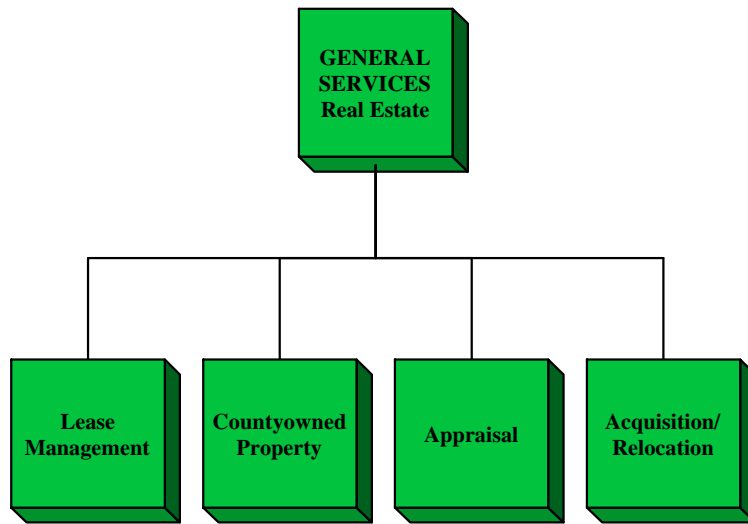 GENERAL
SERVICES
Real Estate
Lease
Management
Countyowned
Property
Appraisal
Acquisition/
Relocation